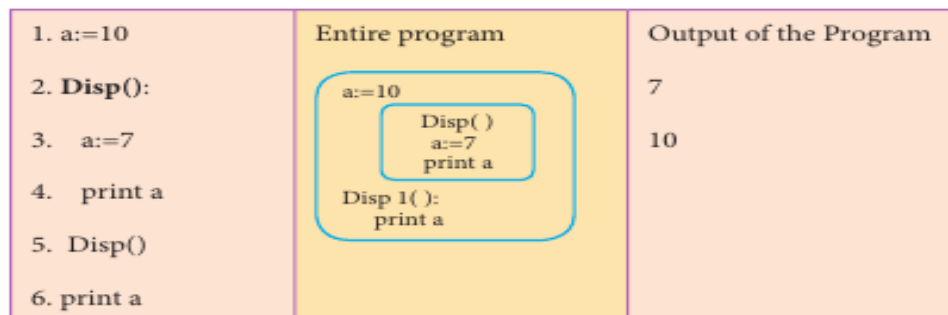 1. a:=10
2. Disp():
3. a:=7
4. print a
5. Disp()
6. print a
Entire program
a:=10
Disp( )
a:=7
print a
Disp 1( ):
print a
Output of the Program
7
10